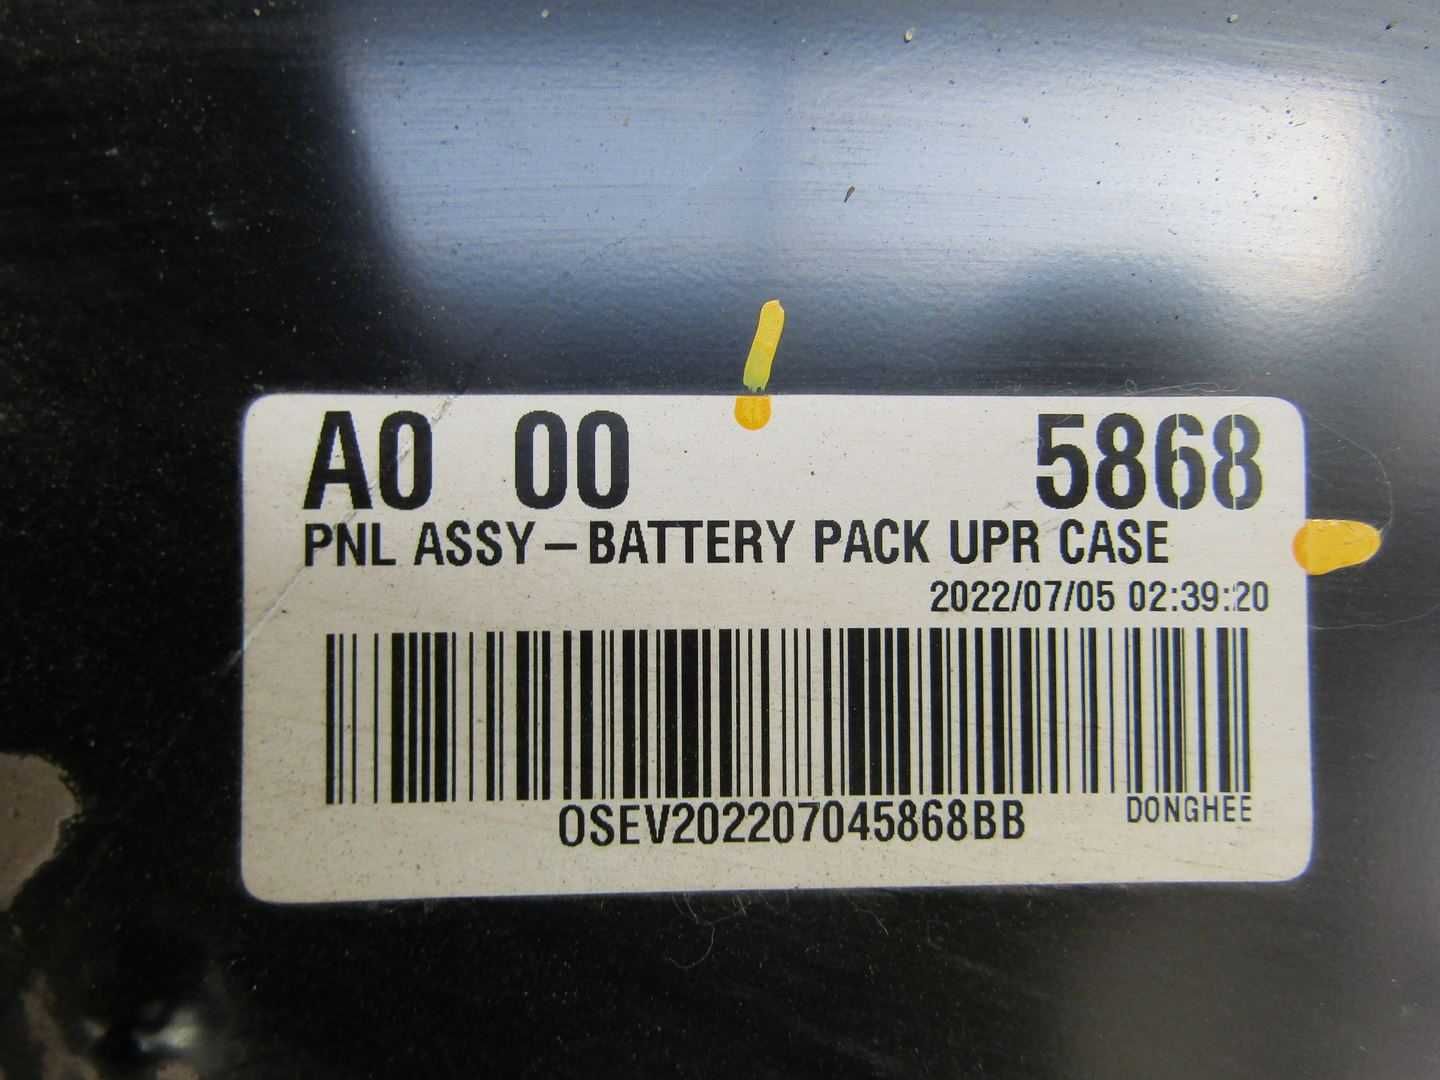 A0 00 5868
PNL ASSY – BATTERY PACK UPR CASE
2022/07/05 02:39:20
OSEV202207045868BB
DONGHEE